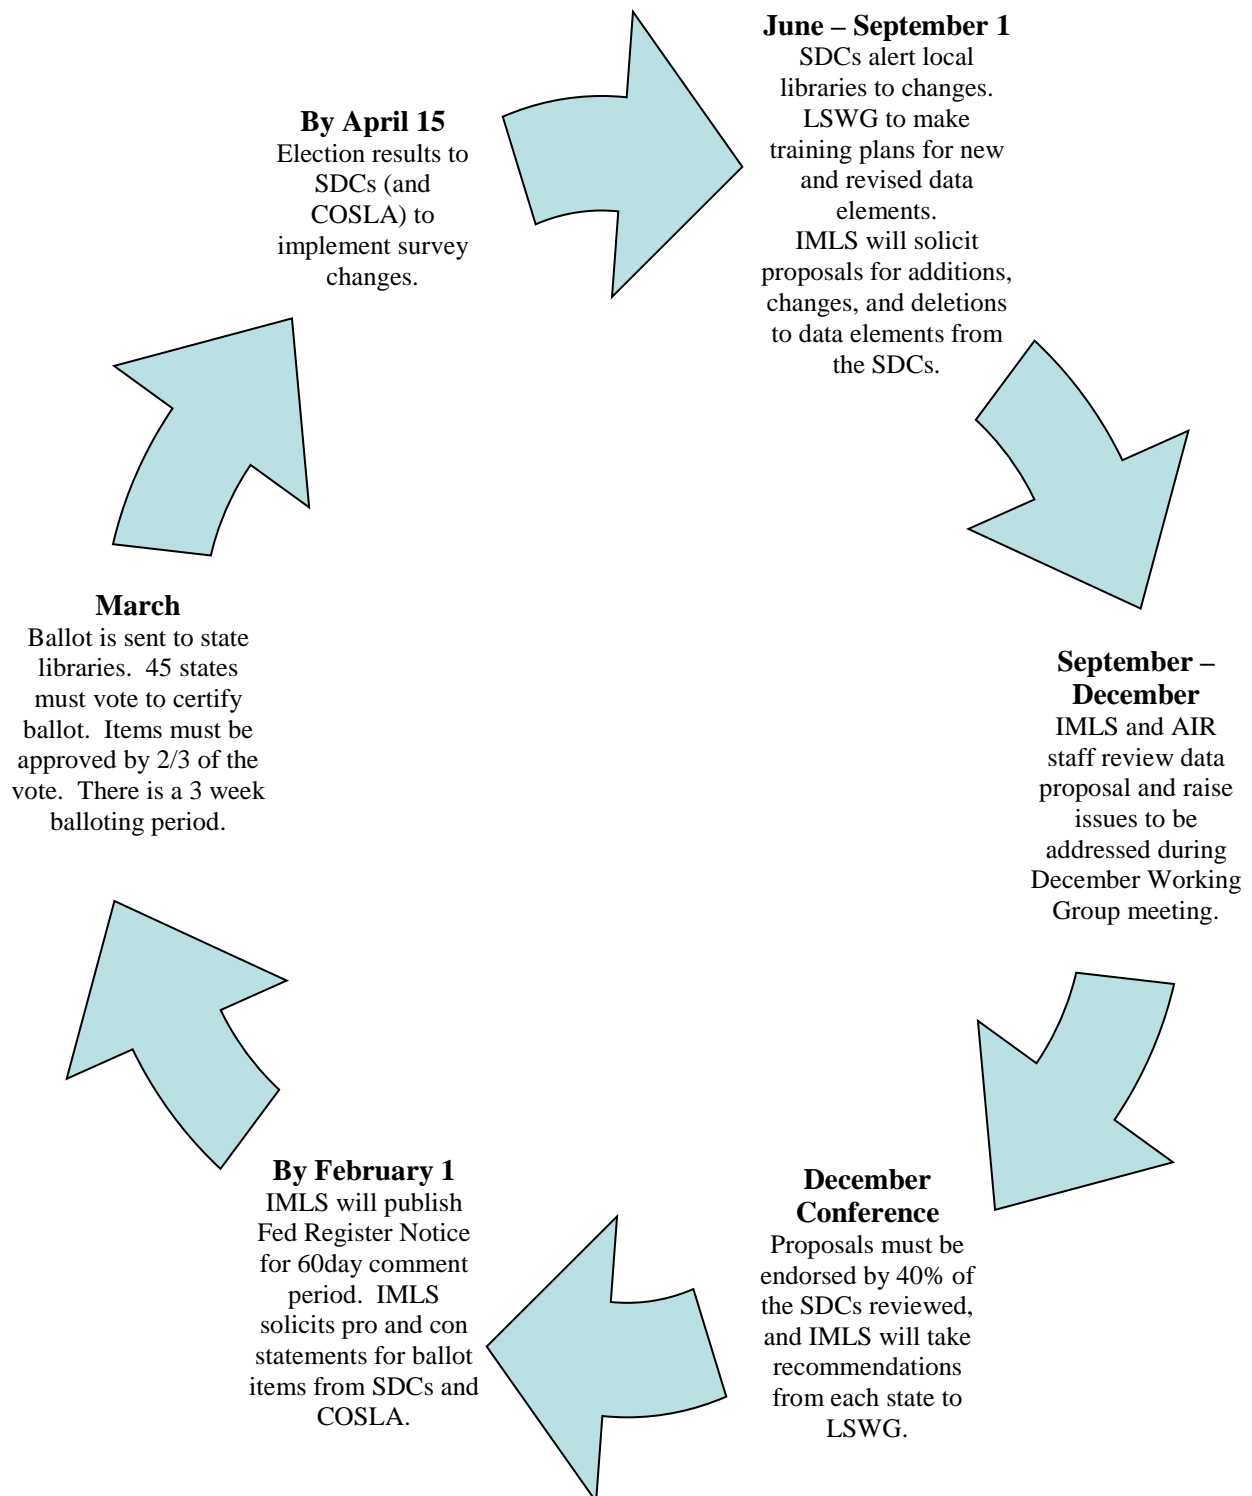 June – September 1
SDCs alert local
libraries to changes.
LSWG to make
training plans for new
and revised data
elements.
IMLS will solicit
proposals for additions,
changes, and deletions
to data elements from
the SDCs.
September –
December
IMLS and AIR
staff review data
proposal and raise
issues to be
addressed during
December Working
Group meeting.
December
Conference
Proposals must be
endorsed by 40% of
the SDCs reviewed,
and IMLS will take
recommendations
from each state to
LSWG.
By February 1
IMLS will publish
Fed Register Notice
for 60day comment
period.  IMLS
solicits pro and con
statements for ballot
items from SDCs and
COSLA.
March
Ballot is sent to state
libraries.  45 states
must vote to certify
ballot.  Items must be
approved by 2/3 of the
vote.  There is a 3 week
balloting period.
By April 15
Election results to
SDCs (and
COSLA) to
implement survey
changes.